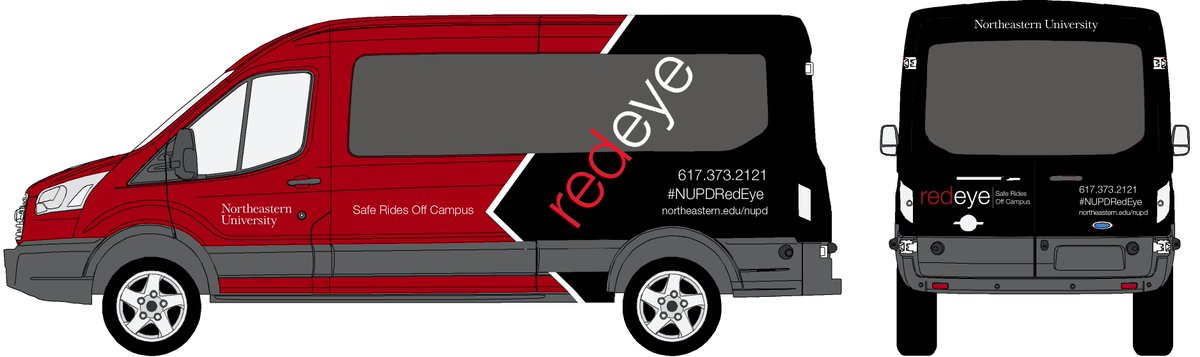 Northeastern
University
Safe Rides Off Campus
redeye
617.373.2121
#NUPDRedEye
northeastern.edu/nupd
Northeastern University
redeye
Safe Rides
Off Campus
617.373.2121
#NUPDRedEye
northeastern.edu/nupd